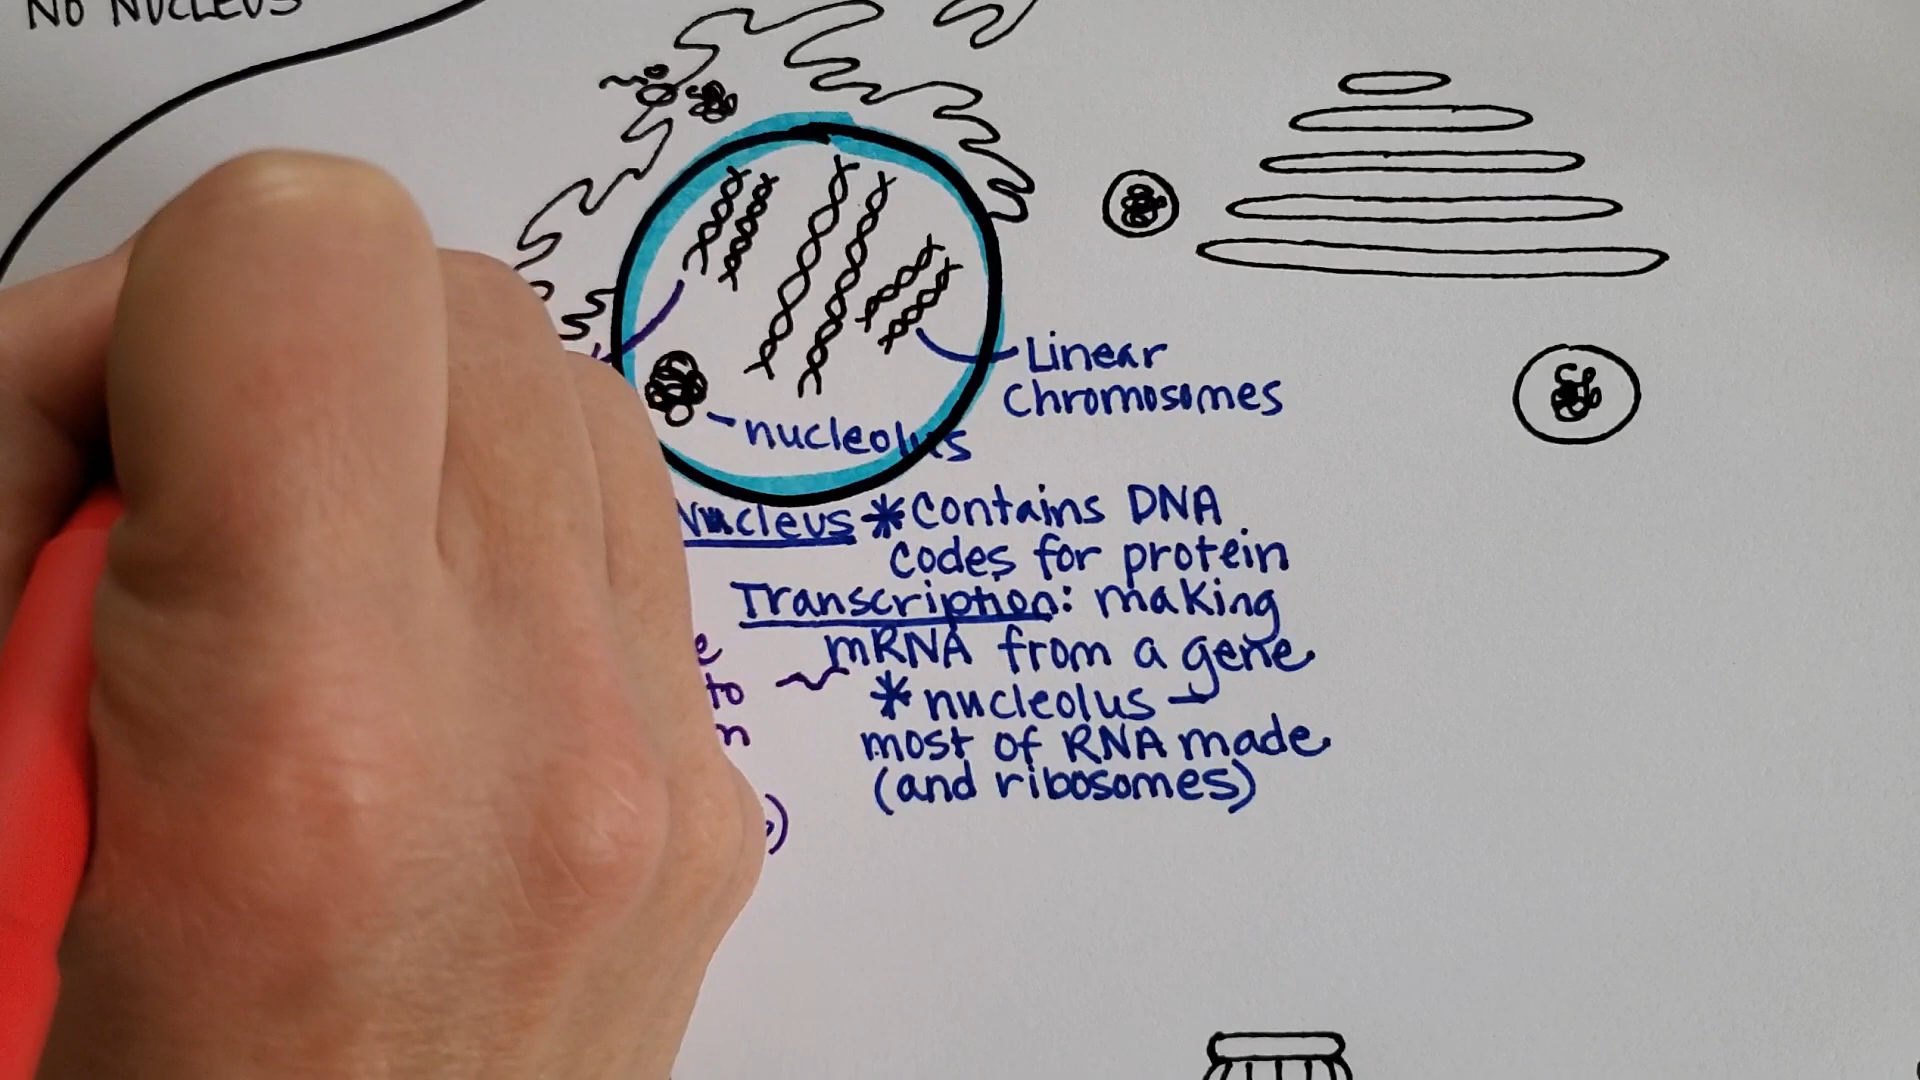 NO NUCLEUS
Linear
Chromosomes
nucleolus
Nucleus * contains DNA
codes for protein
Transcription: making
mRNA from a gene
to
* nucleolus →
most of RNA made
(and ribosomes)